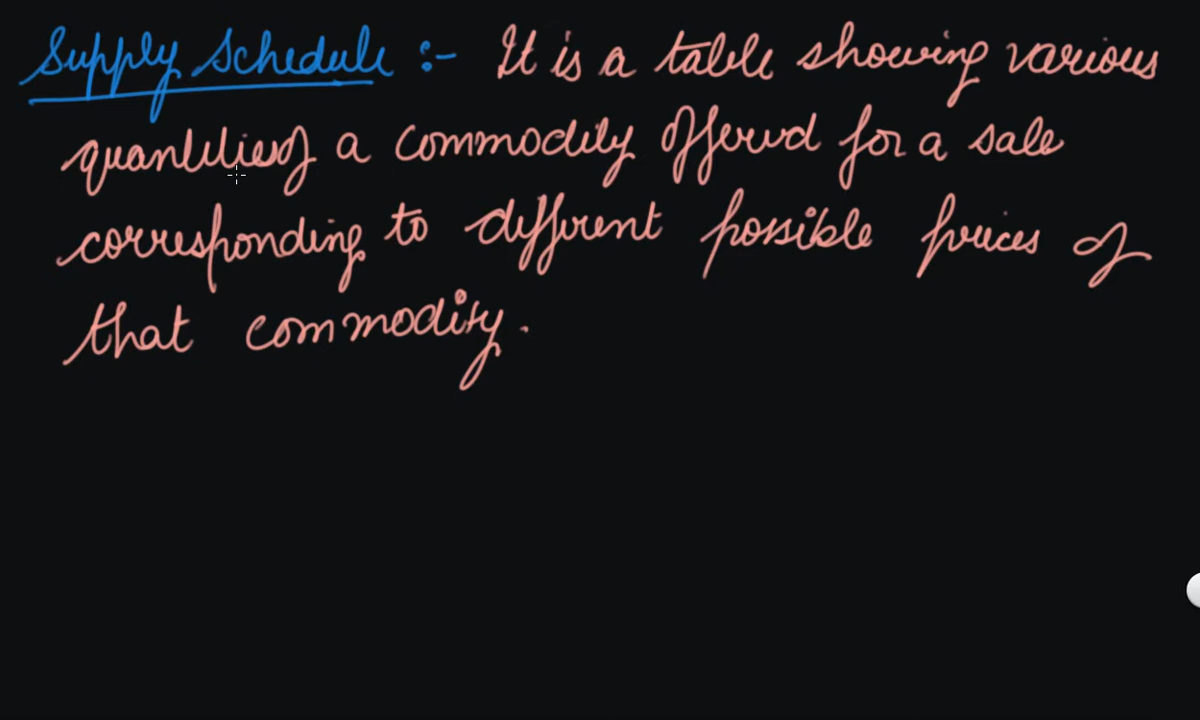 Supply Schedule :- It is a table showing various
quantities of a commodity offered for a sale
corresponding to different possible prices of
that commodity.